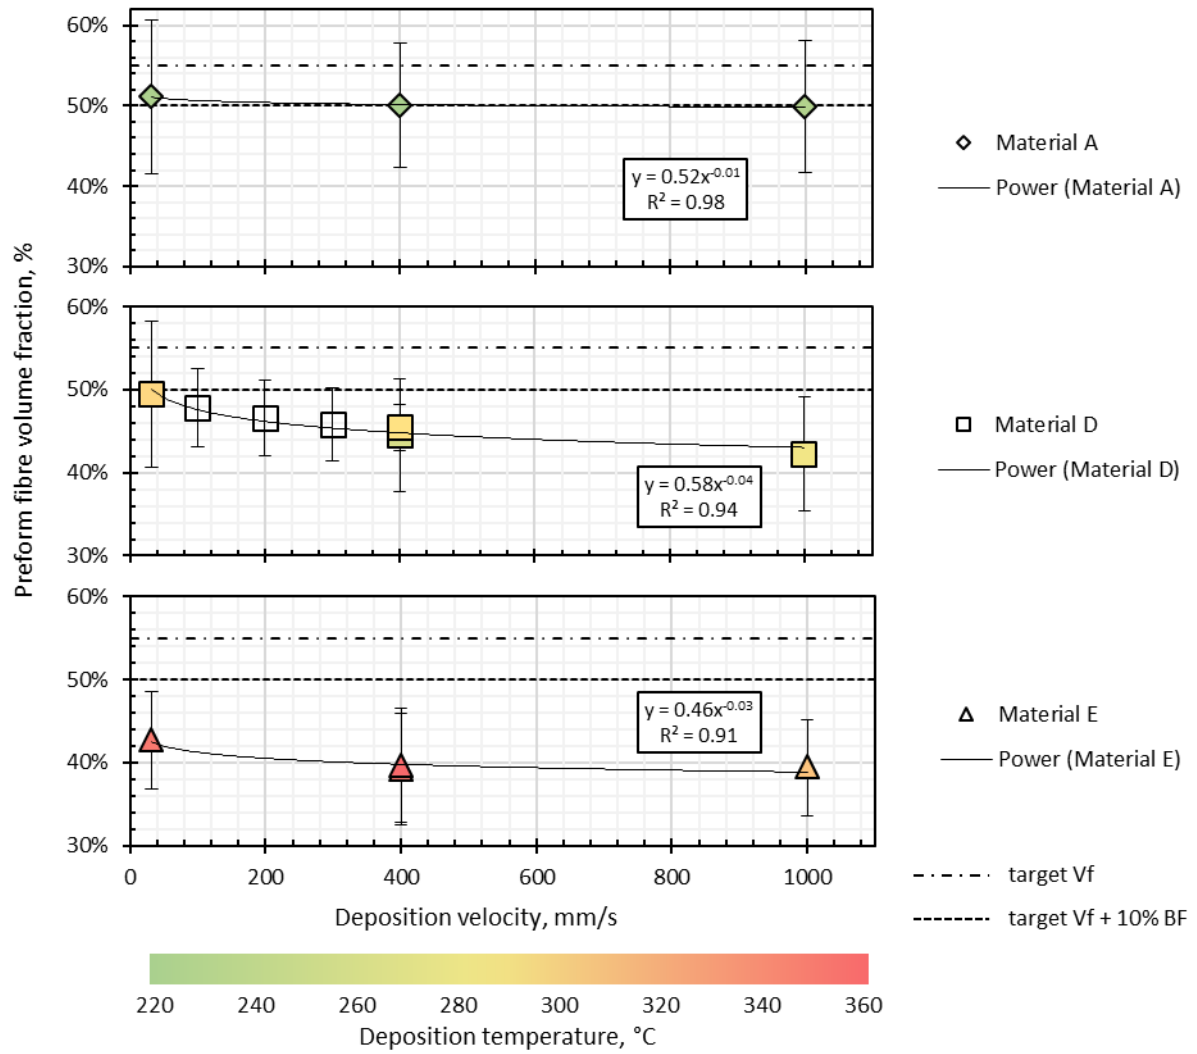 Preform fibre volume fraction, %
60%
50%
40%
30%
y = 0.52x^-0.01
R² = 0.98
Material A
Power (Material A)
60%
50%
40%
30%
y = 0.58x^-0.04
R² = 0.94
Material D
Power (Material D)
60%
50%
40%
30%
y = 0.46x^-0.03
R² = 0.91
Material E
Power (Material E)
0 200 400 600 800 1000
Deposition velocity, mm/s
target Vf
target Vf + 10% BF
220 240 260 280 300 320 340 360
Deposition temperature, °C